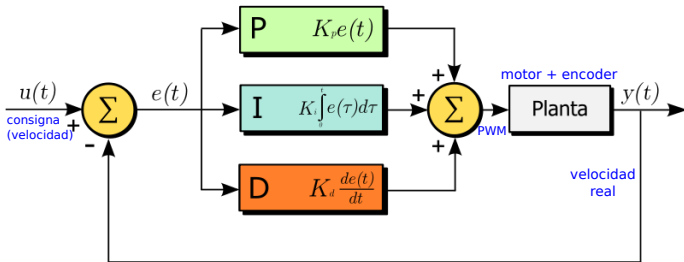 P K_p e(t)
motor + encoder
u(t) e(t) I K_i ∫_0^t e(τ)dτ Planta y(t)
Σ Σ
consigna
(velocidad)
+ - + + +
PWM
D K_d de(t)/dt
velocidad
real